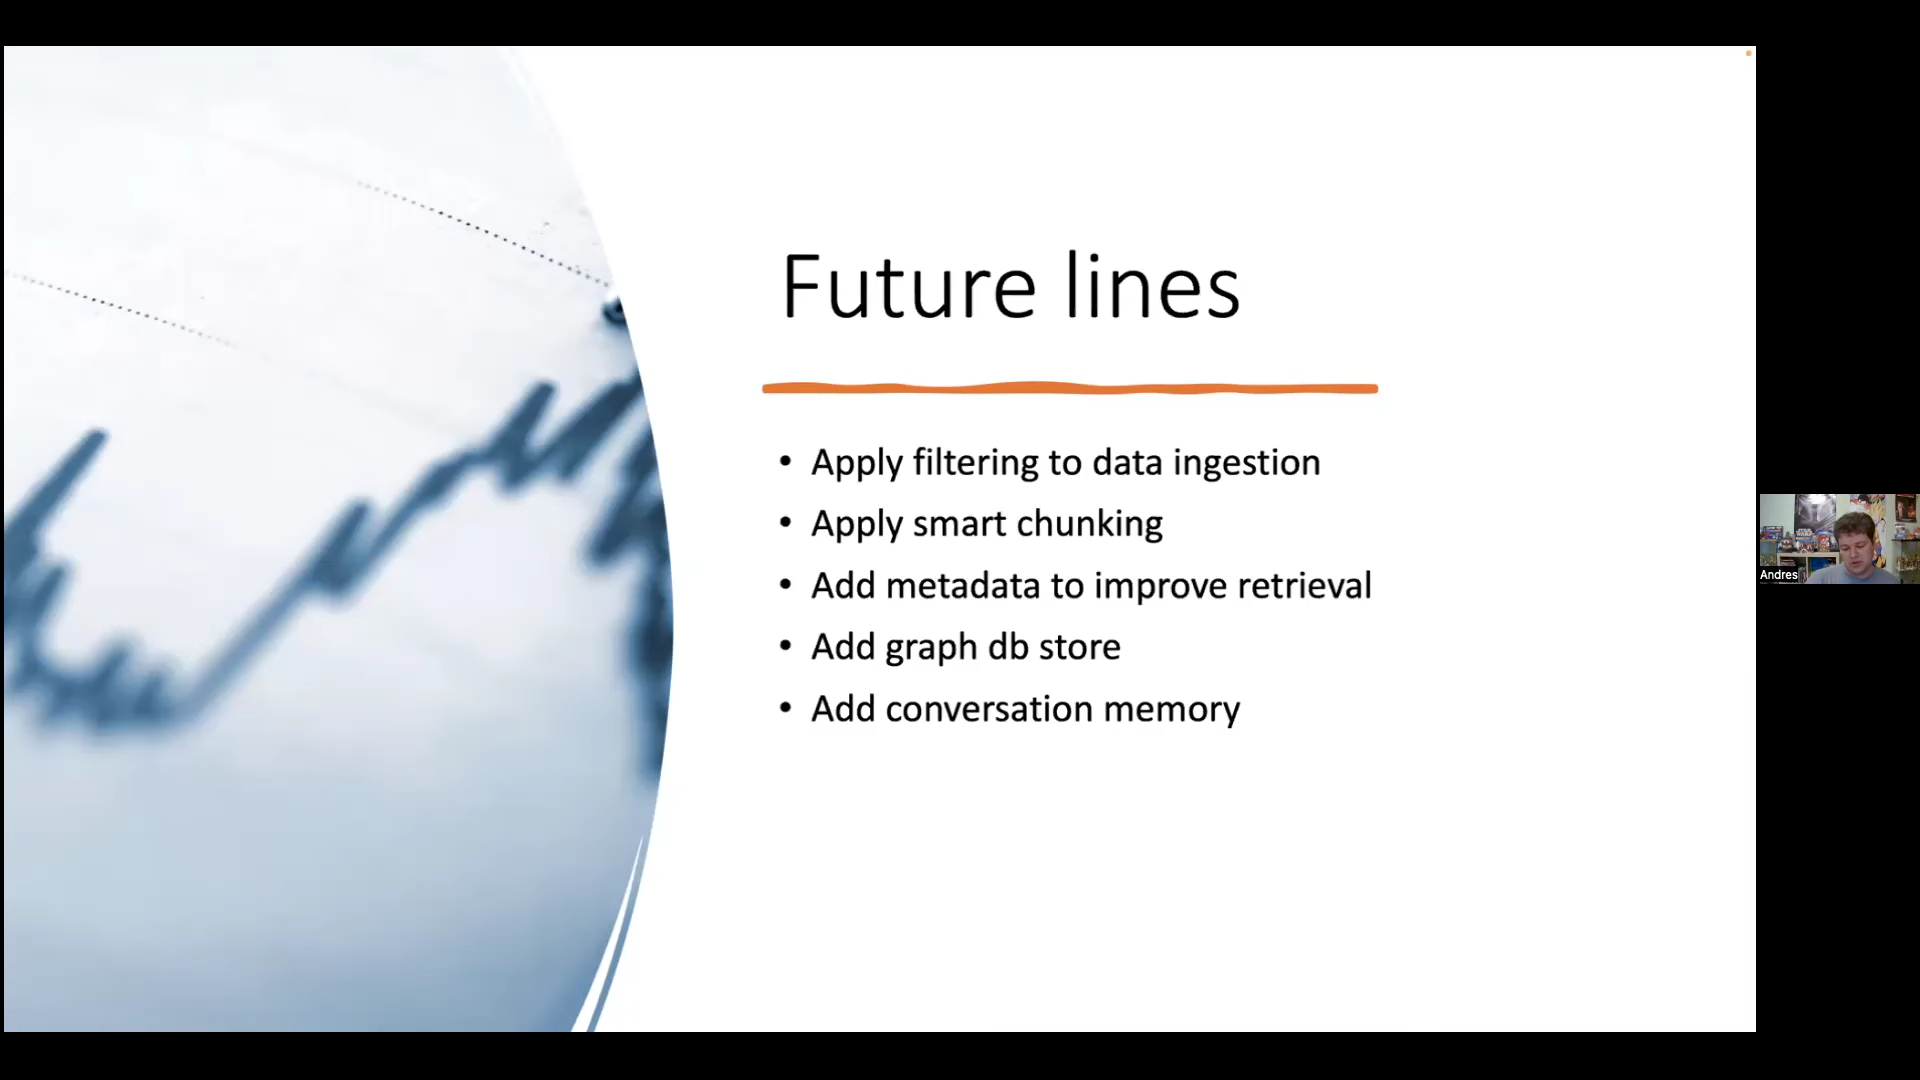 Future lines
• Apply filtering to data ingestion
• Apply smart chunking
• Add metadata to improve retrieval
• Add graph db store
• Add conversation memory
Andres